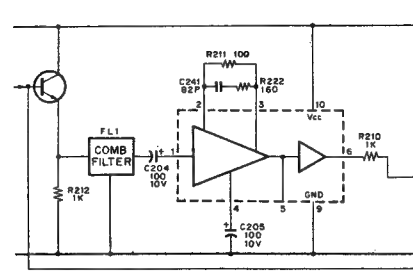 R211 100
C241
82P
R222
160
2
3
10
Vcc
FL1
COMB
FILTER
+
1
C204
100
10V
6
R210
1K
R212
1K
4
5
GND
9
+
C205
100
10V